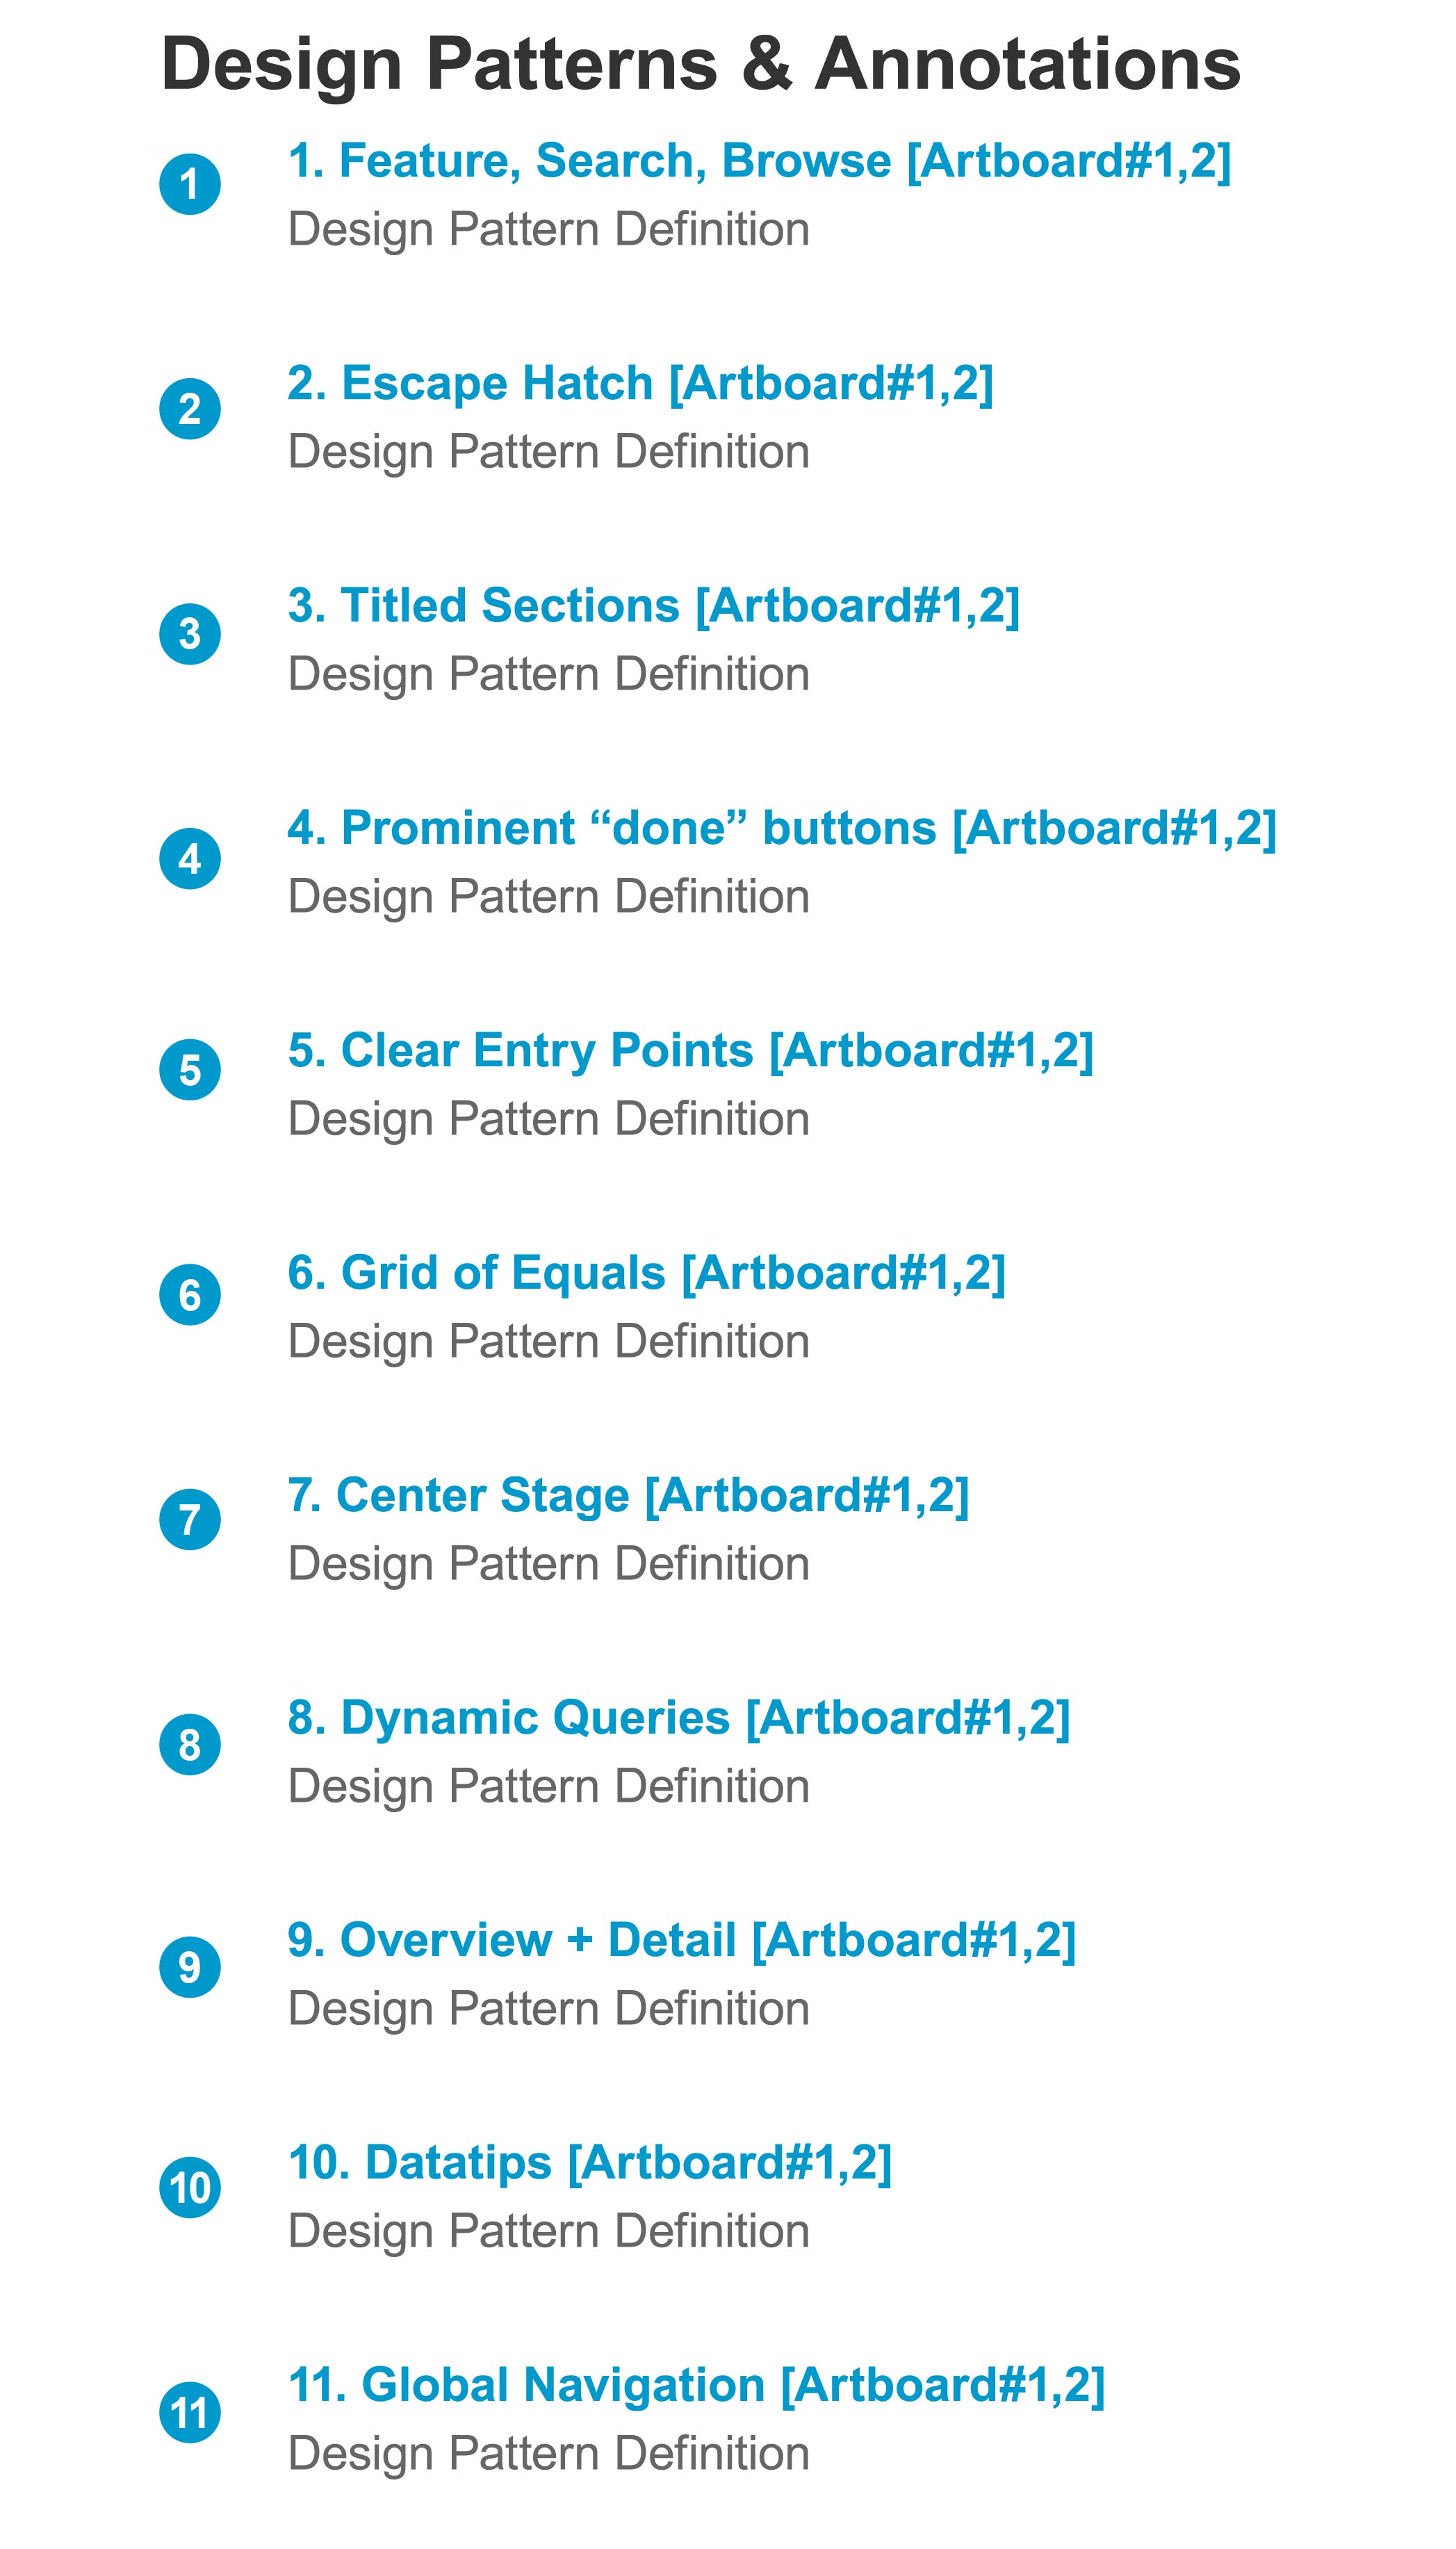 Design Patterns & Annotations
1
1. Feature, Search, Browse [Artboard#1,2]
Design Pattern Definition
2
2. Escape Hatch [Artboard#1,2]
Design Pattern Definition
3
3. Titled Sections [Artboard#1,2]
Design Pattern Definition
4
4. Prominent “done” buttons [Artboard#1,2]
Design Pattern Definition
5
5. Clear Entry Points [Artboard#1,2]
Design Pattern Definition
6
6. Grid of Equals [Artboard#1,2]
Design Pattern Definition
7
7. Center Stage [Artboard#1,2]
Design Pattern Definition
8
8. Dynamic Queries [Artboard#1,2]
Design Pattern Definition
9
9. Overview + Detail [Artboard#1,2]
Design Pattern Definition
10
10. Datatips [Artboard#1,2]
Design Pattern Definition
11
11. Global Navigation [Artboard#1,2]
Design Pattern Definition